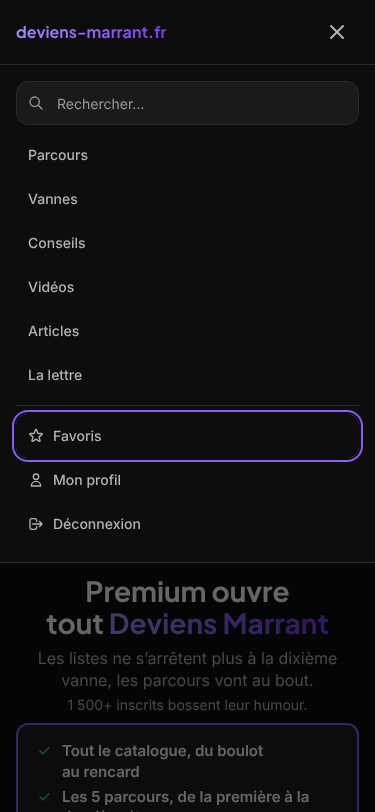 deviens-marrant.fr
Rechercher...
Parcours
Vannes
Conseils
Vidéos
Articles
La lettre
Favoris
Mon profil
Déconnexion
Premium ouvre
tout Deviens Marrant
Les listes ne s'arrêtent plus à la dixième
vanne, les parcours vont au bout.
1 500+ inscrits bossent leur humour.
Tout le catalogue, du boulot
au rencard
Les 5 parcours, de la première à la